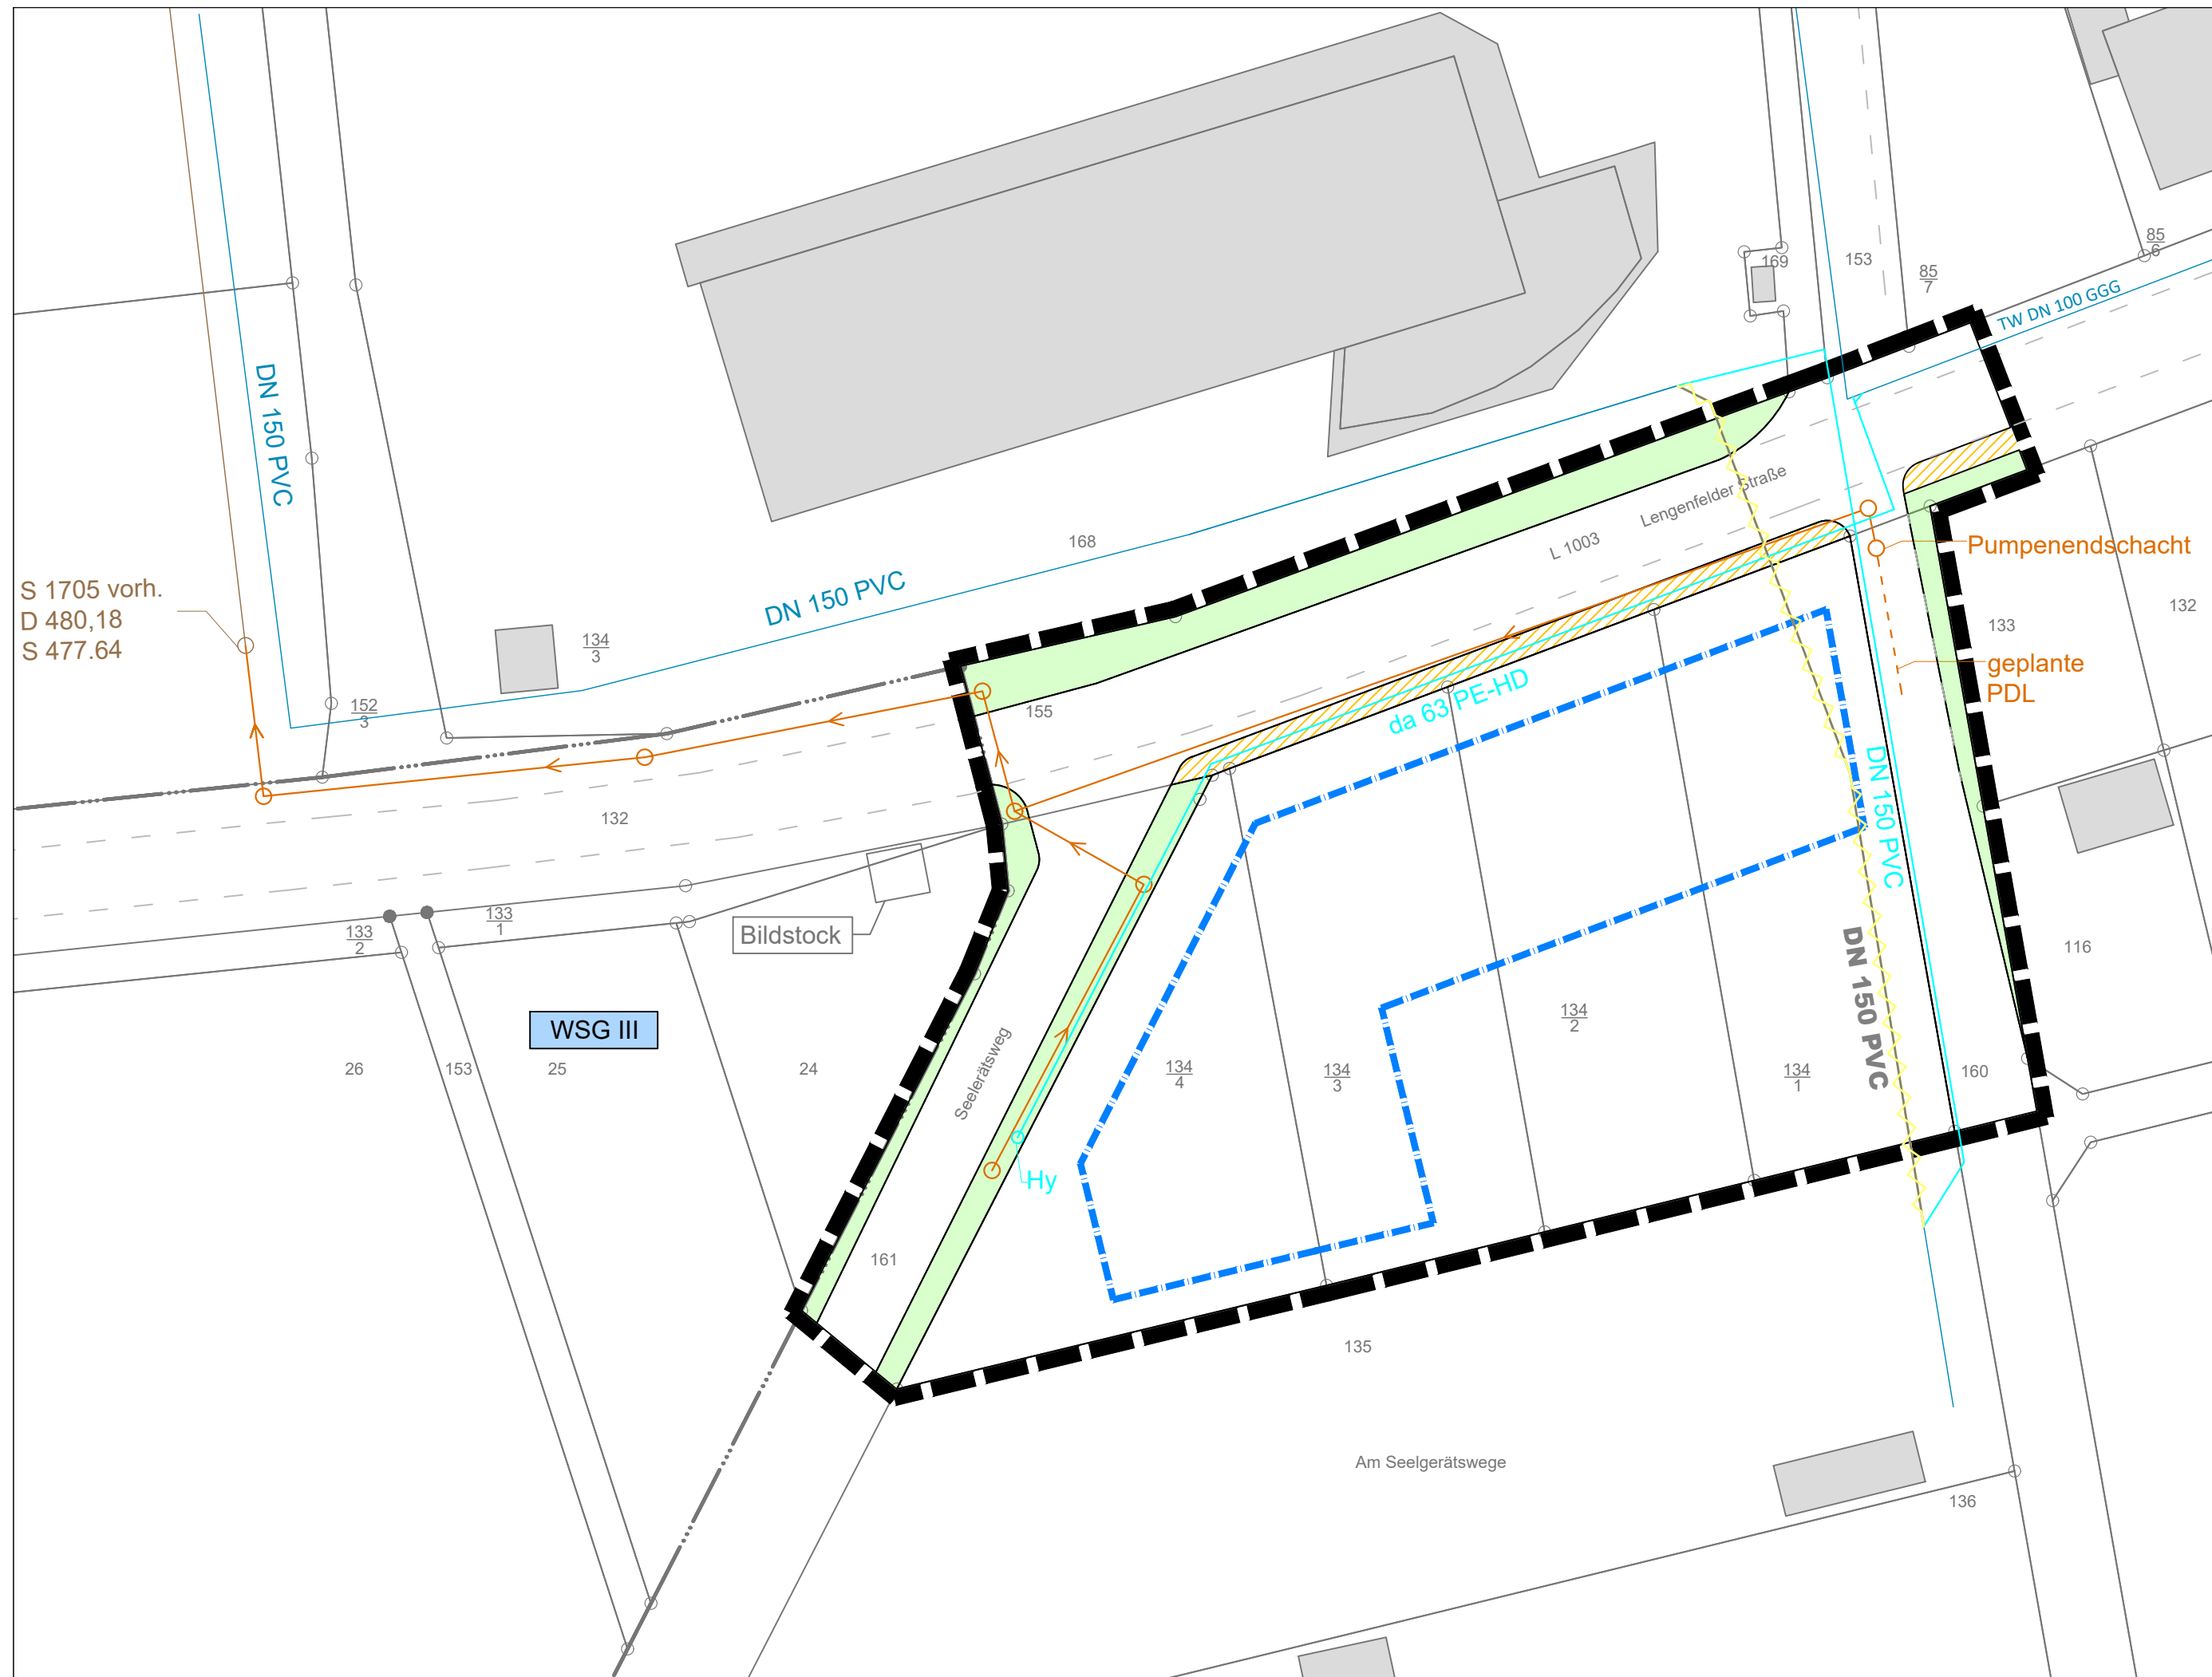 85
6
169
153
85
7
TW DN 100 GGG
DN 150 PVC
Lengenfelder Straße
L 1003
168
Pumpenendschacht
DN 150 PVC
S 1705 vorh.
D 480,18
S 477.64
134
3
133
132
geplante
PDL
152
3
155
da 63 PE-HD
DN 150 PVC
132
133
1
133
2
Bildstock
DN 150 PVC
116
WSG III
134
2
26
153
25
24
Seelerätsweg
134
4
134
3
134
1
160
Hy
161
135
Am Seelgerätswege
136